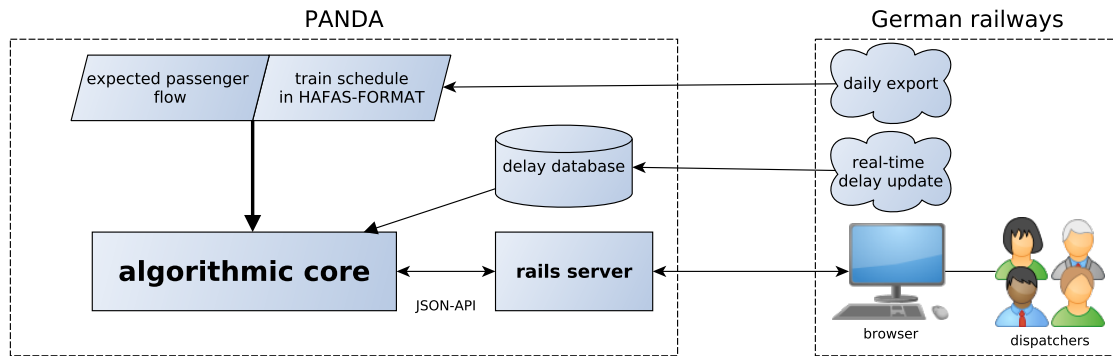 PANDA
German railways
expected passenger
flow
train schedule
in HAFAS-FORMAT
daily export
delay database
real-time
delay update
algorithmic core
JSON-API
rails server
browser
dispatchers